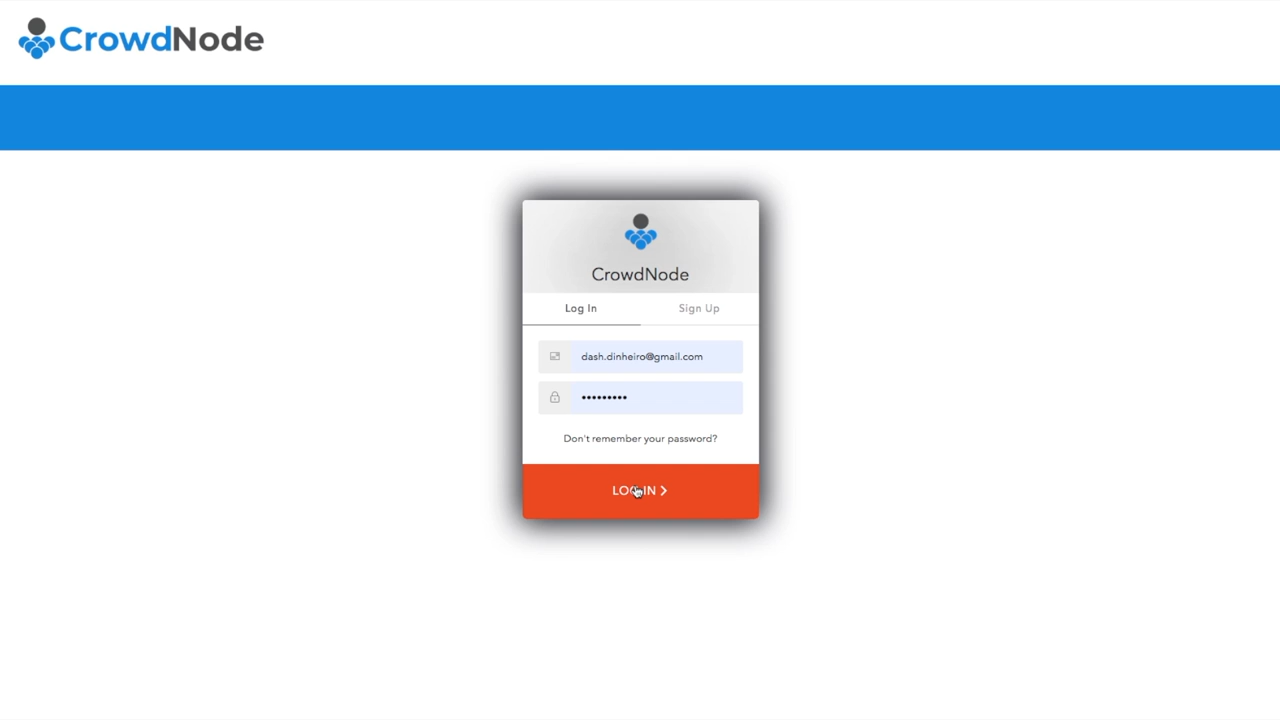 CrowdNode
CrowdNode
Log In
Sign Up
dash.dinheiro@gmail.com
•••••••••
Don't remember your password?
LOG IN